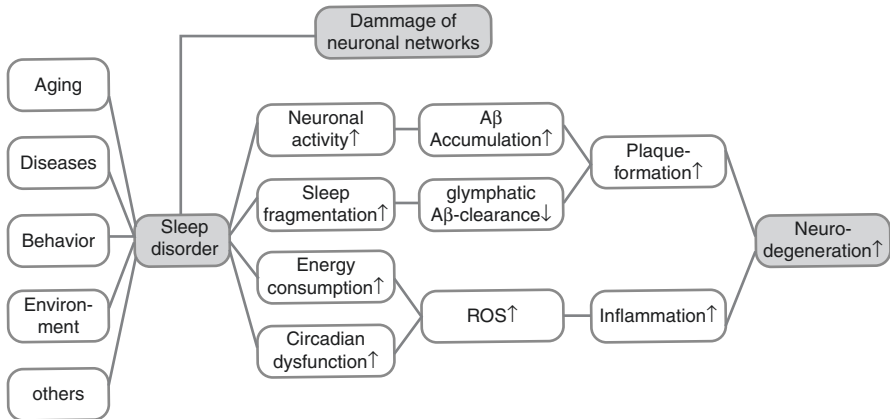 Dammage of
neuronal networks
Aging
Diseases
Behavior
Environ-
ment
others
Sleep
disorder
Neuronal
activity↑
Sleep
fragmentation↑
Energy
consumption↑
Circadian
dysfunction↑
Aβ
Accumulation↑
glymphatic
Aβ-clearance↓
ROS↑
Plaque-
formation↑
Inflammation↑
Neuro-
degeneration↑